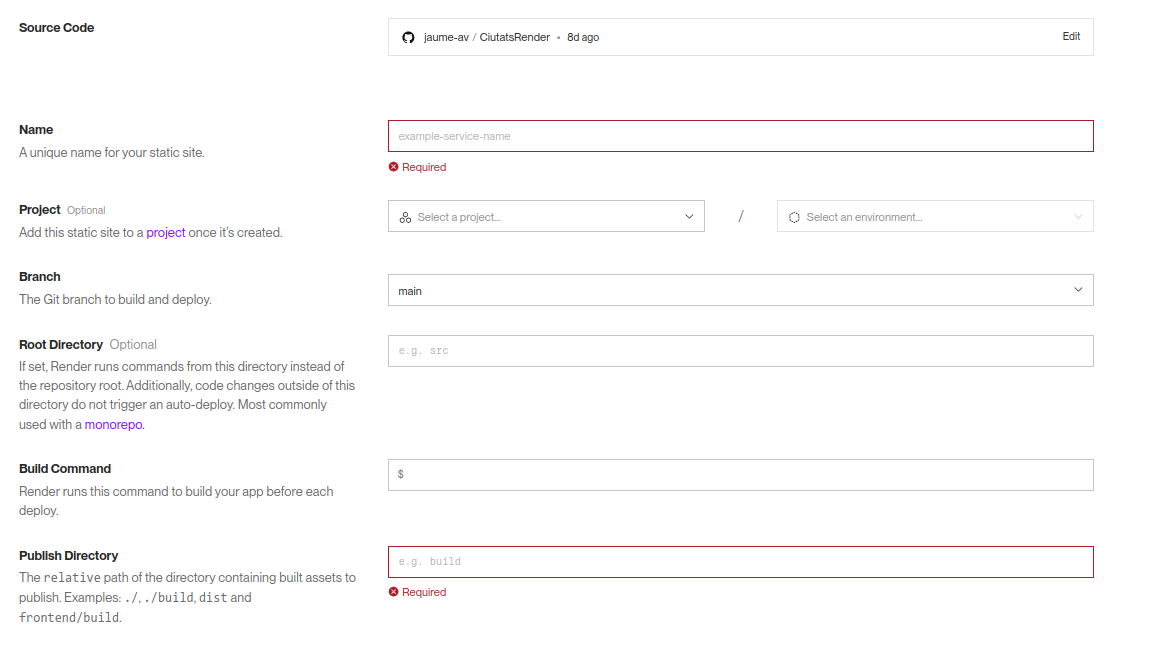 Source Code
jaume-av / CiutatsRender • 8d ago
Edit
Name
A unique name for your static site.
example-service-name
Required
Project Optional
Add this static site to a project once it's created.
Select a project...
/
Select an environment...
Branch
The Git branch to build and deploy.
main
Root Directory Optional
If set, Render runs commands from this directory instead of
the repository root. Additionally, code changes outside of this
directory do not trigger an auto-deploy. Most commonly
used with a monorepo.
e.g. src
Build Command
Render runs this command to build your app before each
deploy.
$
Publish Directory
The relative path of the directory containing built assets to
publish. Examples: ./, ./build, dist and
frontend/build.
e.g. build
Required